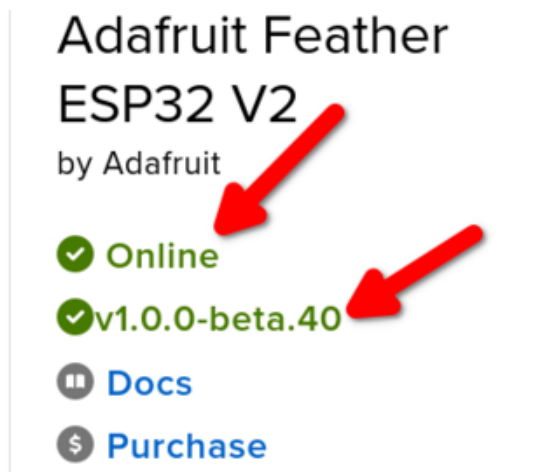 Adafruit Feather
ESP32 V2
by Adafruit
Online
v1.0.0-beta.40
Docs
$ Purchase